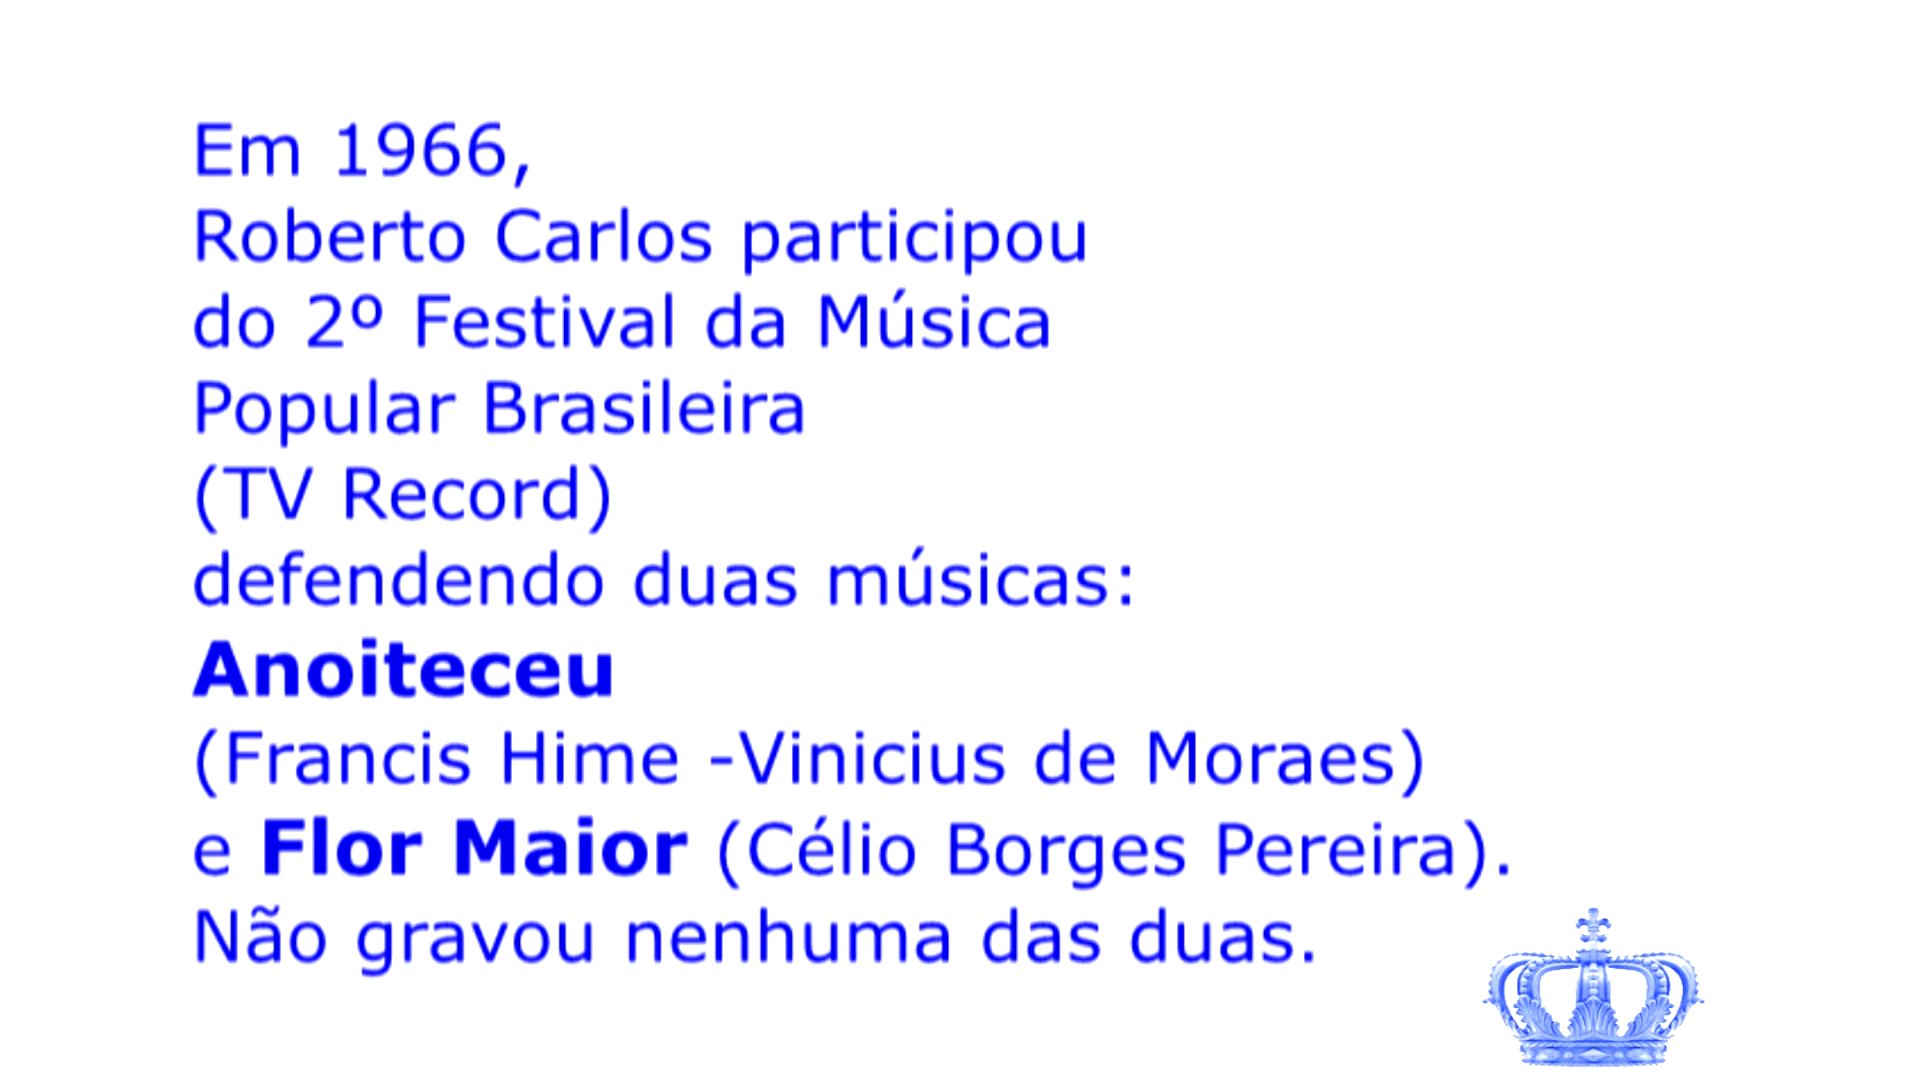 Em 1966,
Roberto Carlos participou
do 2º Festival da Música
Popular Brasileira
(TV Record)
defendendo duas músicas:
Anoiteceu
(Francis Hime -Vinicius de Moraes)
e Flor Maior (Célio Borges Pereira).
Não gravou nenhuma das duas.